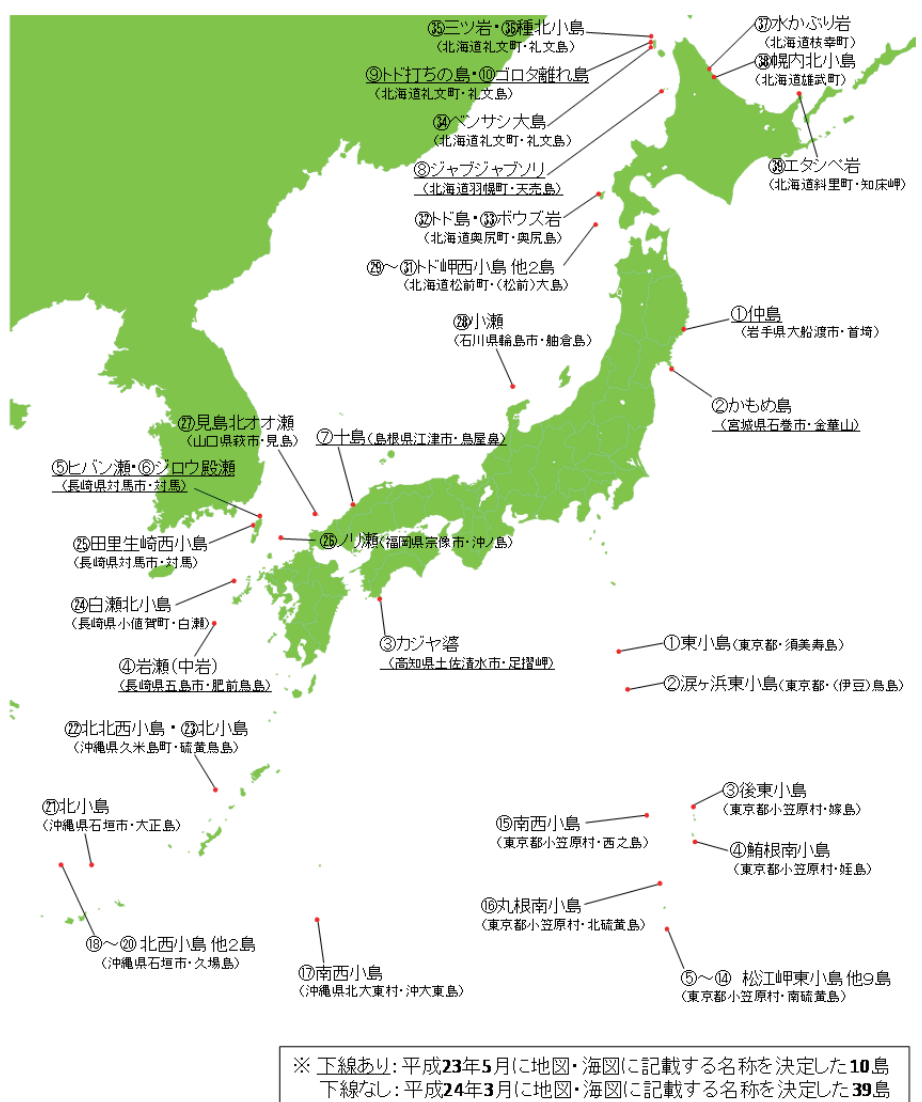 ㉟三ツ岩・㊱種北小島
(北海道礼文町・礼文島)
㊲水かぶり岩
(北海道枝幸町)
㊳幌内北小島
(北海道雄武町)
⑨トド打ちの島・⑩ゴロタ離れ島
(北海道礼文町・礼文島)
㉞ベンサシ大島
(北海道礼文町・礼文島)
⑧ジャブジャブソリ
(北海道羽幌町・天売島)
㊴エタシペ岩
(北海道斜里町・知床岬)
㉜トド島・㉝ボウズ岩
(北海道奥尻町・奥尻島)
㉙～㉛トド岬西小島 他2島
(北海道松前町・(松前)大島)
㉘小瀬
(石川県輪島市・舳倉島)
①仲島
(岩手県大船渡市・首埼)
②かもめ島
(宮城県石巻市・金華山)
㉗見島北オオ瀬
(山口県萩市・見島)
⑦十島(島根県江津市・鳥屋泉)
⑤ヒバン瀬・⑥ジロウ殿瀬
(長崎県対馬市・対馬)
㉕田里生崎西小島
(長崎県対馬市・対馬)
㉖ノリ瀬(福岡県宗像市・沖ノ島)
㉔白瀬北小島
(長崎県小値賀町・白瀬)
③カジヤ婆
(高知県土佐清水市・足摺岬)
④岩瀬(中岩)
(長崎県五島市・肥前鳥島)
①東小島(東京都・須美寿島)
②涙ヶ浜東小島(東京都・(伊豆)鳥島)
㉒北北西小島・㉓北小島
(沖縄県久米島町・硫黄鳥島)
㉑北小島
(沖縄県石垣市・大正島)
③後東小島
(東京都小笠原村・嫁島)
⑮南西小島
(東京都小笠原村・西之島)
④鮪根南小島
(東京都小笠原村・姪島)
⑯丸根南小島
(東京都小笠原村・北硫黄島)
⑱～⑳北西小島 他2島
(沖縄県石垣市・久場島)
⑰南西小島
(沖縄県北大東村・沖大東島)
⑤～⑭ 松江岬東小島 他9島
(東京都小笠原村・南硫黄島)
※ 下線あり：平成23年5月に地図・海図に記載する名称を決定した10島
下線なし：平成24年3月に地図・海図に記載する名称を決定した39島